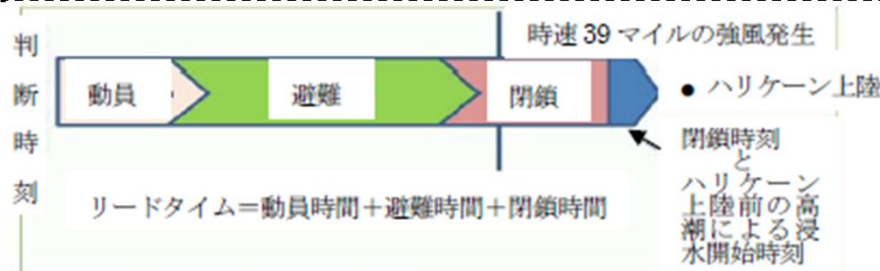 判断時刻
時速39マイルの強風発生
動員
避難
閉鎖
● ハリケーン上陸
閉鎖時刻
と
ハリケーン
上陸前の高
潮による浸
水開始時刻
リードタイム＝動員時間＋避難時間＋閉鎖時間